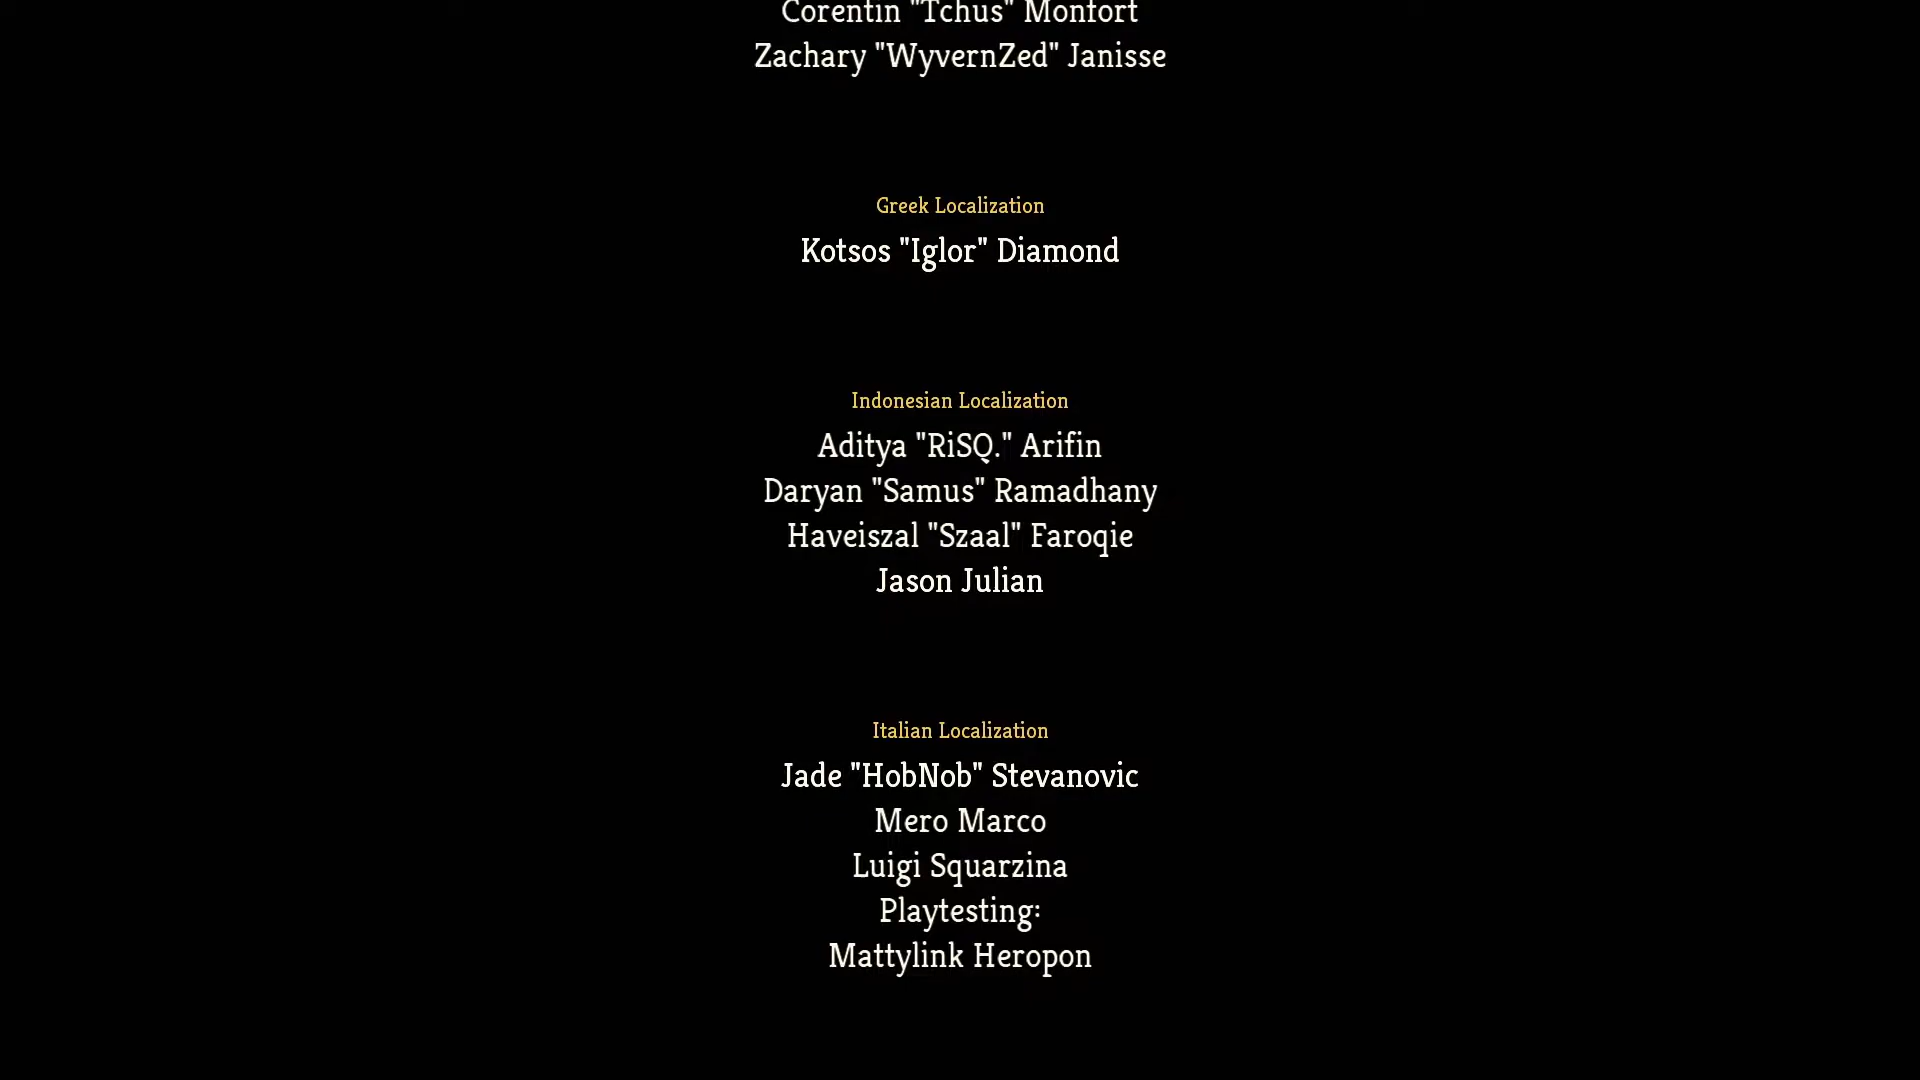 Corentin "Tchus" Montort
Zachary "WyvernZed" Janisse
Greek Localization
Kotsos "Iglor" Diamond
Indonesian Localization
Aditya "RiSQ." Arifin
Daryan "Samus" Ramadhany
Haveiszal "Szaal" Faroqie
Jason Julian
Italian Localization
Jade "HobNob" Stevanovic
Mero Marco
Luigi Squarzina
Playtesting:
Mattylink Heropon